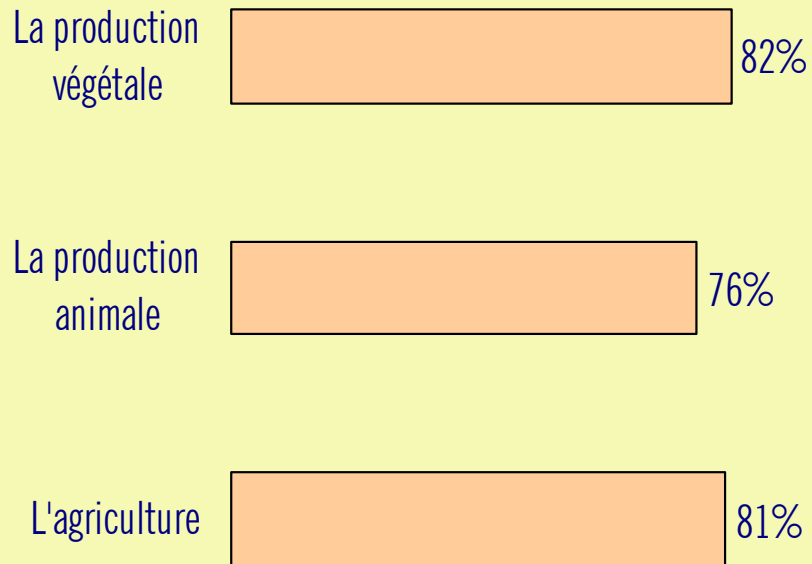 La production
végétale
82%
La production
animale
76%
L'agriculture
81%